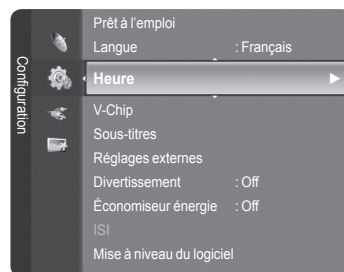 Configuration
Prêt à l'emploi
Langue : Français
Heure
V-Chip
Sous-titres
Réglages externes
Divertissement : Off
Économiseur énergie : Off
ISI
Mise à niveau du logiciel